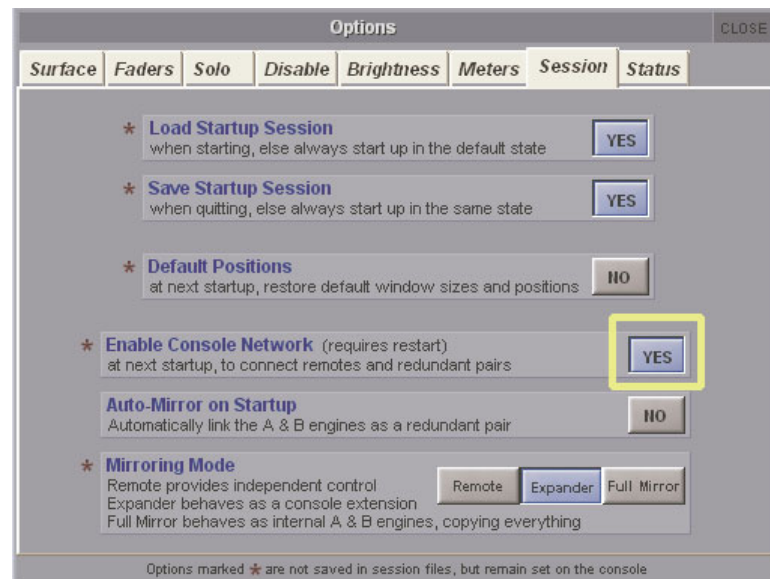 Options
CLOSE
Surface Faders Solo Disable Brightness Meters Session Status
* Load Startup Session
when starting, else always start up in the default state
YES
* Save Startup Session
when quitting, else always start up in the same state
YES
* Default Positions
at next startup, restore default window sizes and positions
NO
* Enable Console Network (requires restart)
at next startup, to connect remotes and redundant pairs
YES
Auto-Mirror on Startup
Automatically link the A & B engines as a redundant pair
NO
* Mirroring Mode
Remote provides independent control
Expander behaves as a console extension
Full Mirror behaves as internal A & B engines, copying everything
Remote Expander Full Mirror
Options marked * are not saved in session files, but remain set on the console